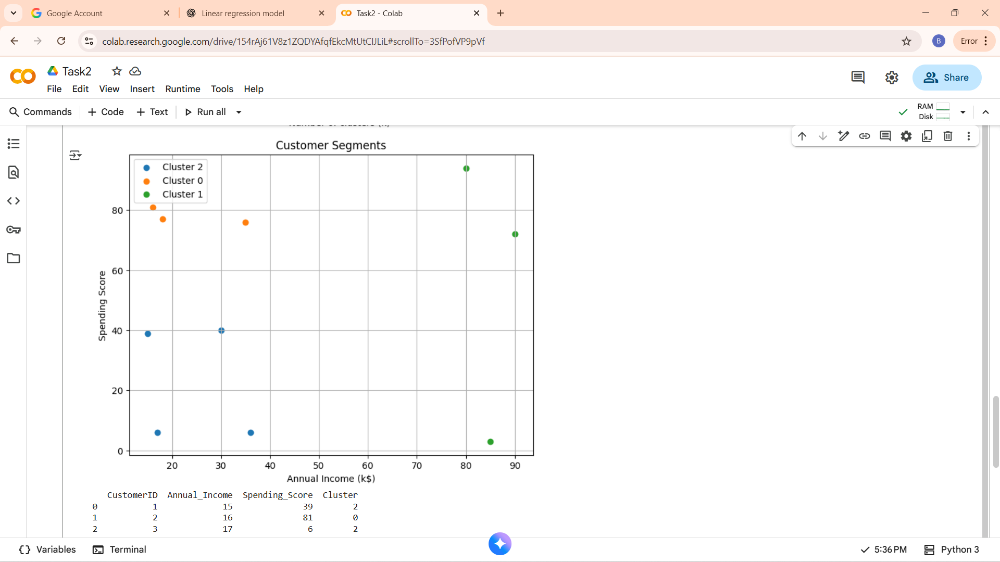 Google Account
Linear regression model
Task2 - Colab
colab.research.google.com/drive/154rAj61V8z1ZQDYAfqfEkcMtUtCIJLiL#scrollTo=3SfPofVP9pVf
B
Error
Task2
File Edit View Insert Runtime Tools Help
Share
Commands + Code + Text Run all
RAM
Disk
Number of clusters (k)
Customer Segments
Cluster 2
Cluster 0
Cluster 1
80
60
40
20
0
Spending Score
20 30 40 50 60 70 80 90
Annual Income (k$)
CustomerID Annual_Income Spending_Score Cluster
0 1 15 39 2
1 2 16 81 0
2 3 17 6 2
Variables Terminal
5:36 PM Python 3